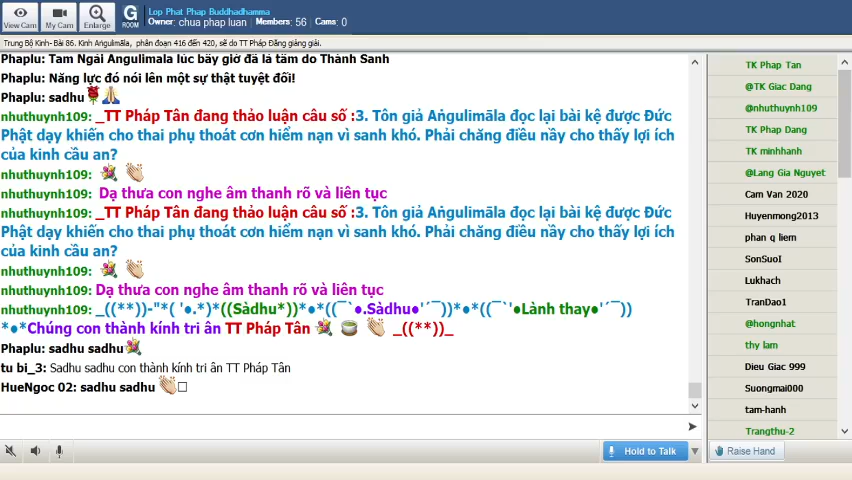 View Cam
My Cam
Enlarge
G
ROOM
Lop Phat Phap Buddhadhamma
Owner: chua phap luan  Members: 56  Cams: 0
Trung Bộ Kinh- Bài 86. Kinh Aṅgulimāla, phân đoạn 416 đến 420, sẽ do TT Pháp Đăng giảng giải.
Phaplu: Tam Ngài Angulimala lúc bây giờ đã là tâm do Thánh Sanh
Phaplu: Năng lực đó nói lên một sự thật tuyệt đối!
Phaplu: sadhu
nhuthuynh109: _TT Pháp Tân đang thảo luận câu số :3. Tôn giả Aṅgulimāla đọc lại bài kệ được Đức
Phật dạy khiến cho thai phụ thoát cơn hiểm nạn vì sanh khó. Phải chăng điều nầy cho thấy lợi ích
của kinh cầu an?
nhuthuynh109:
nhuthuynh109: Dạ thưa con nghe âm thanh rõ và liên tục
nhuthuynh109: _TT Pháp Tân đang thảo luận câu số :3. Tôn giả Aṅgulimāla đọc lại bài kệ được Đức
Phật dạy khiến cho thai phụ thoát cơn hiểm nạn vì sanh khó. Phải chăng điều nầy cho thấy lợi ích
của kinh cầu an?
nhuthuynh109:
nhuthuynh109: Dạ thưa con nghe âm thanh rõ và liên tục
nhuthuynh109: _((**))-"*( '●.*)*((Sàdhu*))*●*((¯`●.Sàdhu●'´¯))*●*((¯`'●Lành thay●'´¯))
*●*Chúng con thành kính tri ân TT Pháp Tân _((**))_
Phaplu: sadhu sadhu
tu bi_3: Sadhu sadhu con thành kính tri ân TT Pháp Tân
HueNgoc 02: sadhu sadhu
TK Phap Tan
@TK Giac Dang
@nhuthuynh109
TK Phap Dang
TK minhhanh
@Lang Gia Nguyet
Cam Van 2020
Huyenmong2013
phan q liem
SonSuoI
Lukhach
TranDao1
@hongnhat
thy lam
Dieu Giac 999
Suongmai000
tam-hanh
Trangthu-2
Hold to Talk
Raise Hand